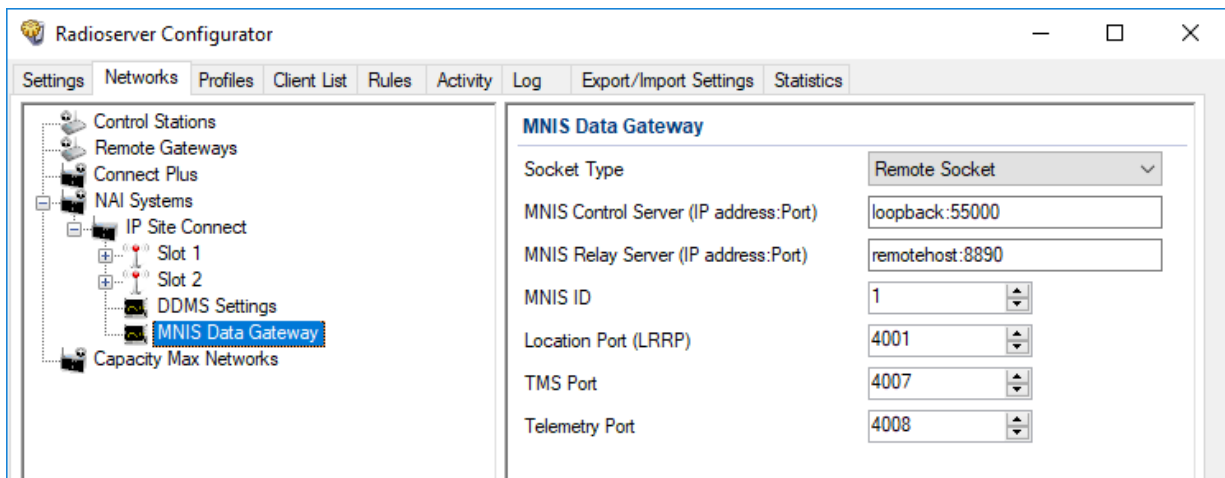 Radioserver Configurator
Settings Networks Profiles Client List Rules Activity Log Export/Import Settings Statistics
Control Stations
Remote Gateways
Connect Plus
NAI Systems
IP Site Connect
Slot 1
Slot 2
DDMS Settings
MNIS Data Gateway
Capacity Max Networks
MNIS Data Gateway
Socket Type Remote Socket
MNIS Control Server (IP address:Port) loopback:55000
MNIS Relay Server (IP address:Port) remotehost:8890
MNIS ID 1
Location Port (LRRP) 4001
TMS Port 4007
Telemetry Port 4008